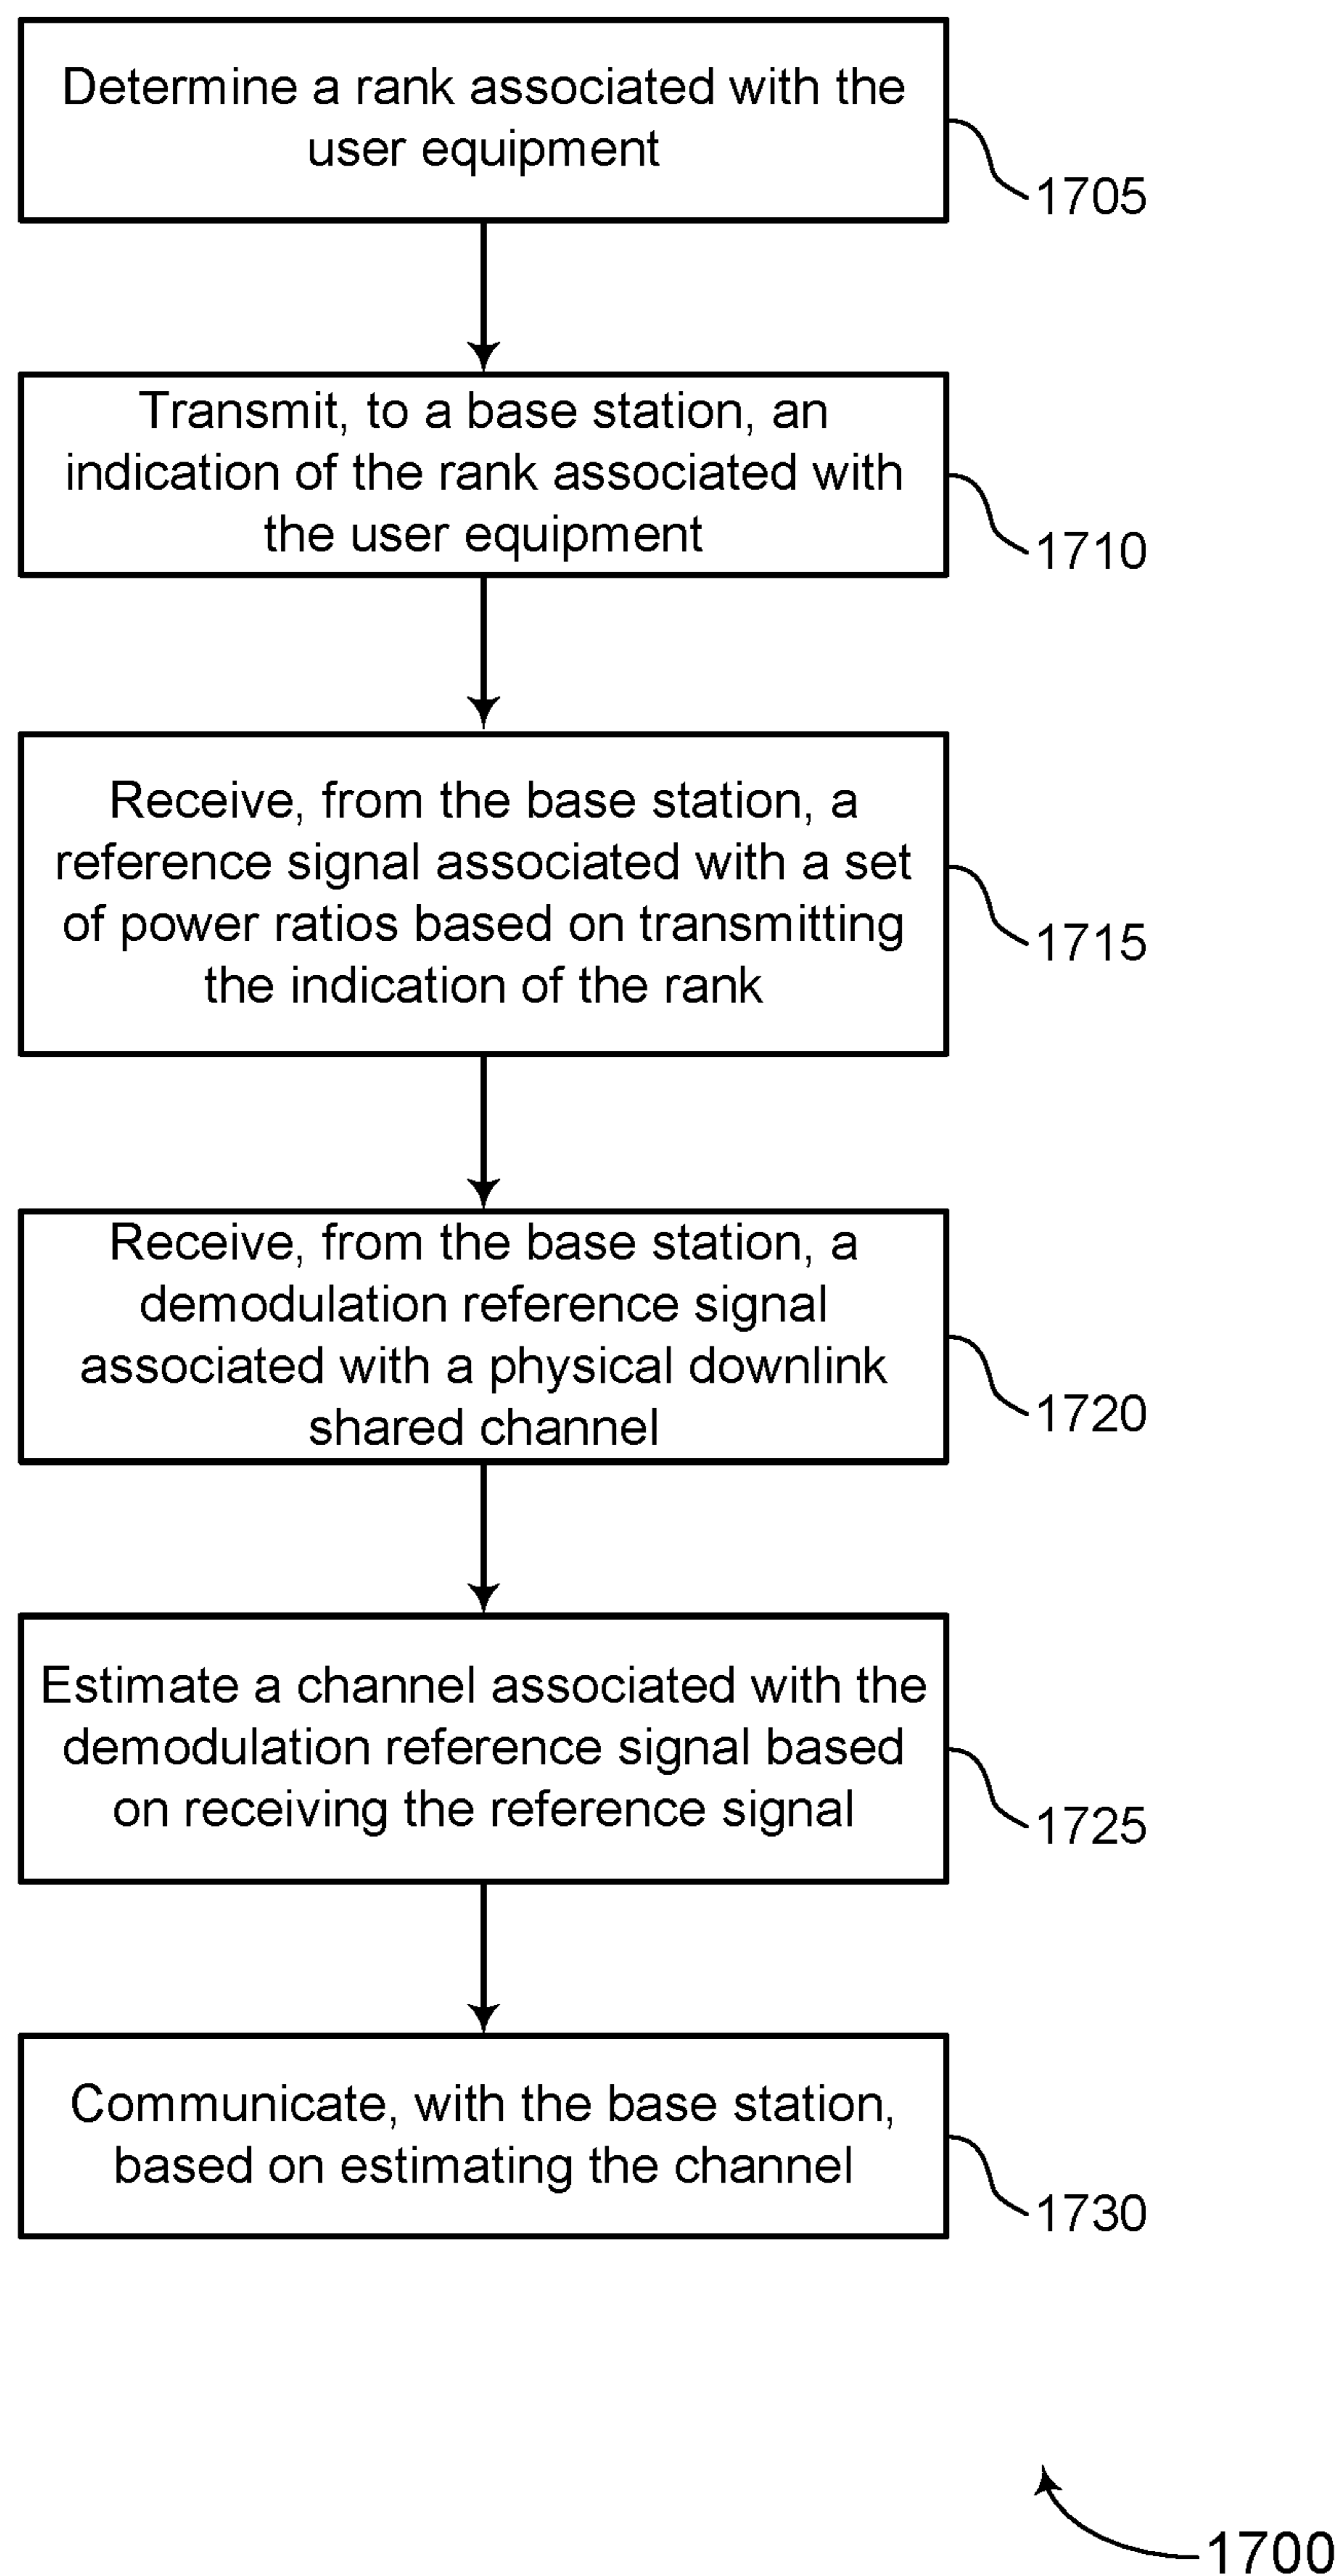 Determine a rank associated with the
user equipment
1705
Transmit, to a base station, an
indication of the rank associated with
the user equipment
1710
Receive, from the base station, a
reference signal associated with a set
of power ratios based on transmitting
the indication of the rank
1715
Receive, from the base station, a
demodulation reference signal
associated with a physical downlink
shared channel
1720
Estimate a channel associated with the
demodulation reference signal based
on receiving the reference signal
1725
Communicate, with the base station,
based on estimating the channel
1730
1700